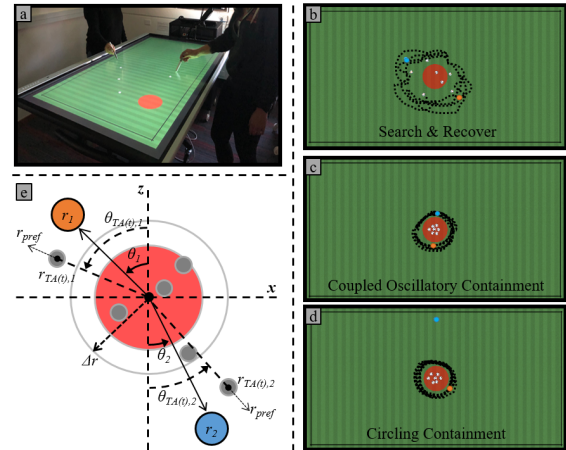 a
b
Search & Recover
c
Coupled Oscillatory Containment
d
Circling Containment
e
z
r1
θTA(t),1
rpref
θ1
rTA(t),1
x
Δr
θ2
rTA(t),2
θTA(t),2
rpref
r2